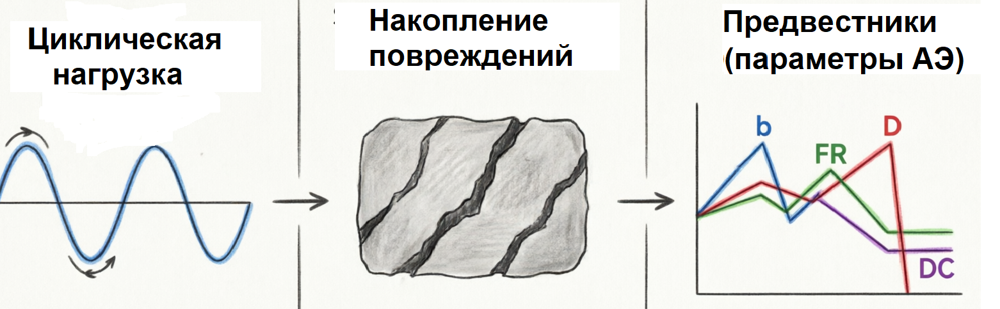 Циклическая
нагрузка
Накопление
повреждений
Предвестники
(параметры АЭ)
b
D
FR
DC